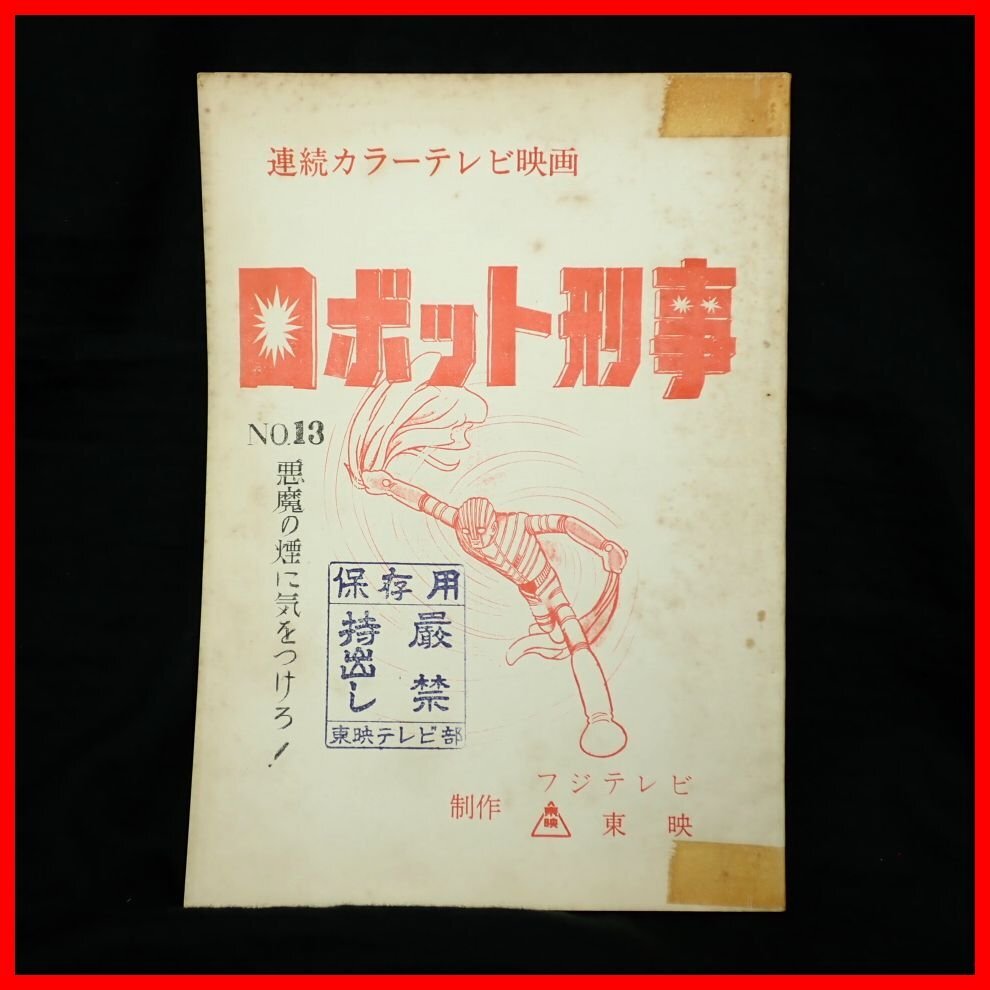 連続カラーテレビ映画
ロボット刑事
NO.13
悪魔の煙に気をつけろ！
保存用
厳禁
持出し
東映テレビ部
制作
フジテレビ
東映
東映